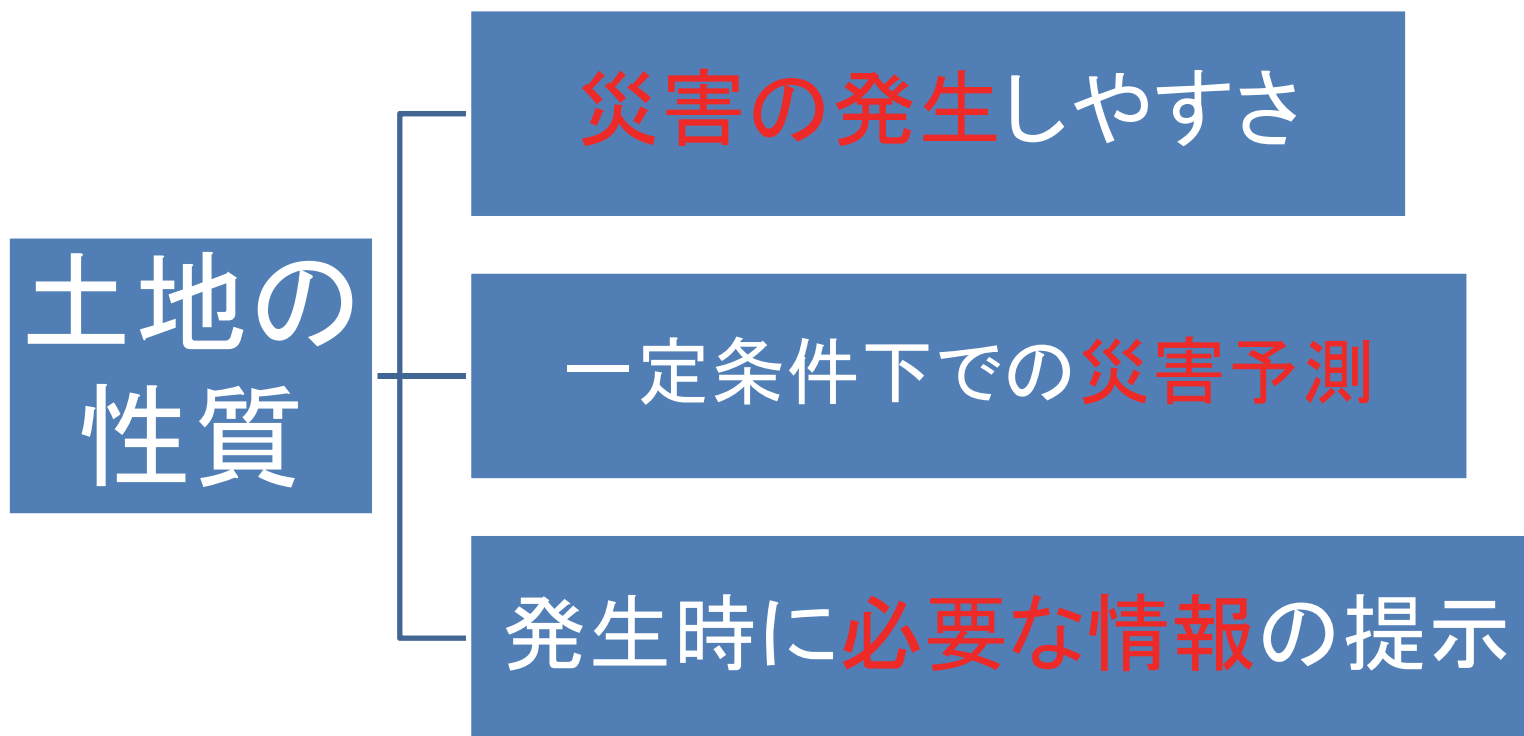 土地の
性質
災害の発生しやすさ
一定条件下での災害予測
発生時に必要な情報の提示